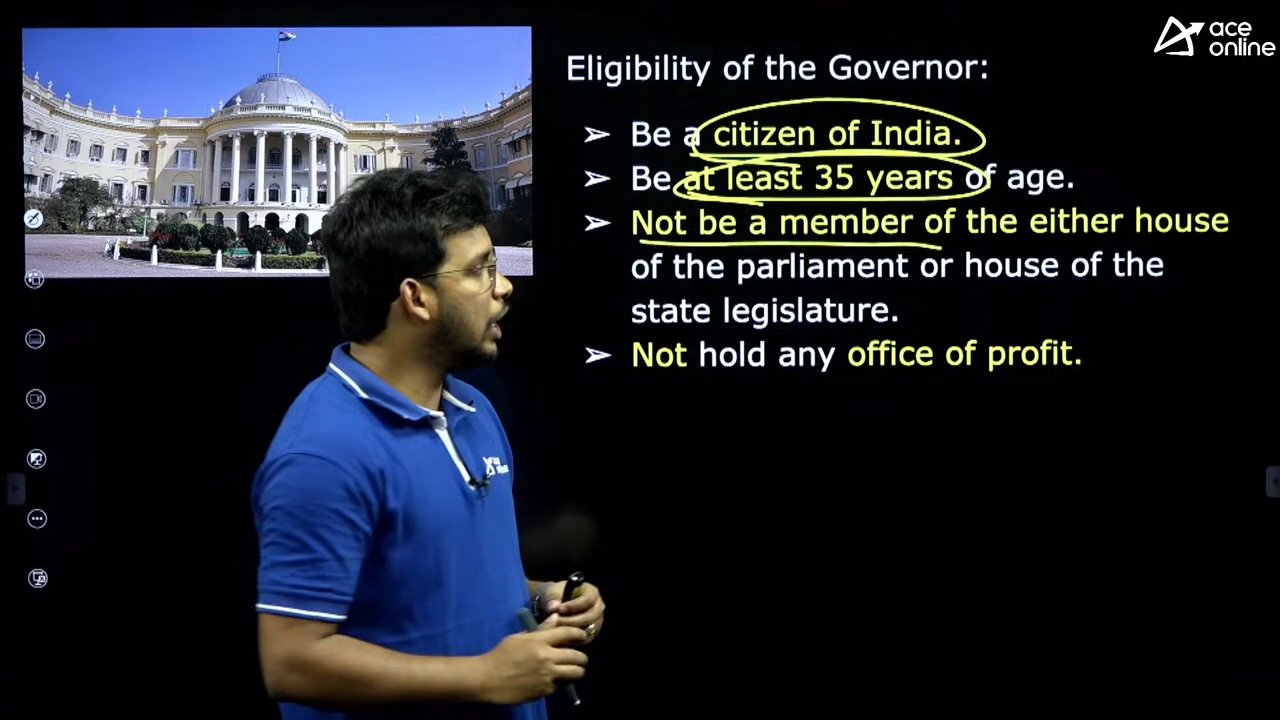 ace
online
Eligibility of the Governor:
➢ Be a citizen of India.
➢ Be at least 35 years of age.
➢ Not be a member of the either house
of the parliament or house of the
state legislature.
➢ Not hold any office of profit.